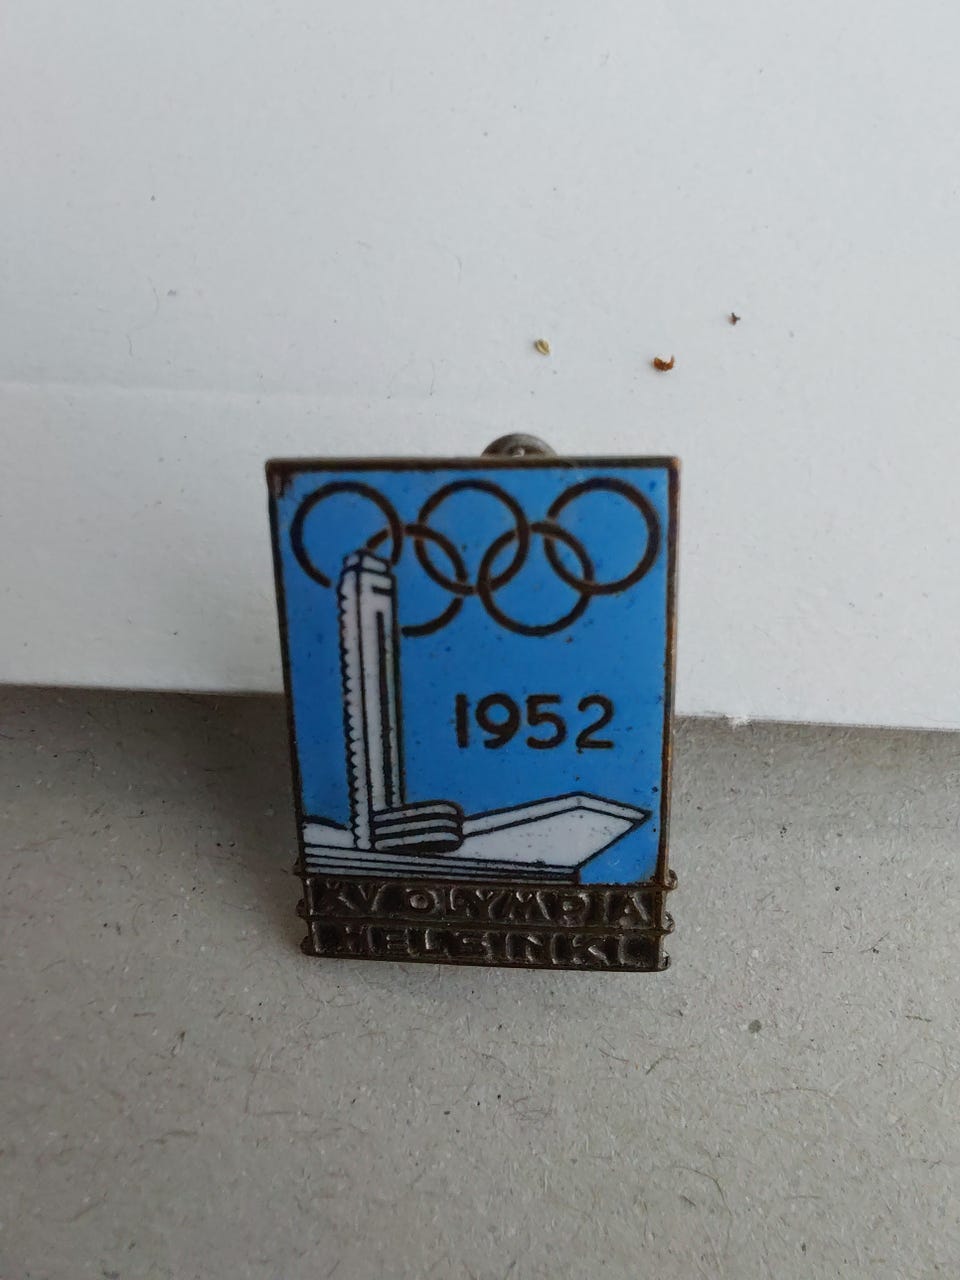 1952
XV OLYMPIA
HELSINKI